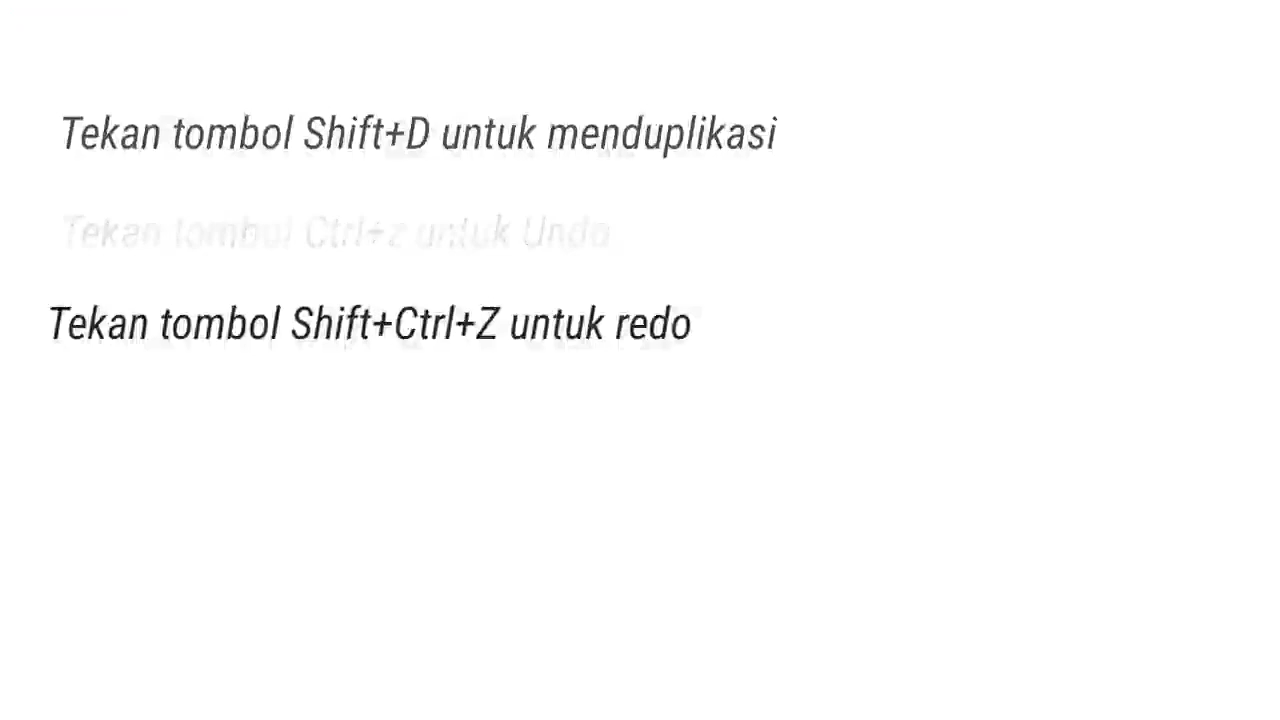 Tekan tombol Shift+D untuk menduplikasi
Tekan tombol Ctrl+z untuk Undo
Tekan tombol Shift+Ctrl+Z untuk redo